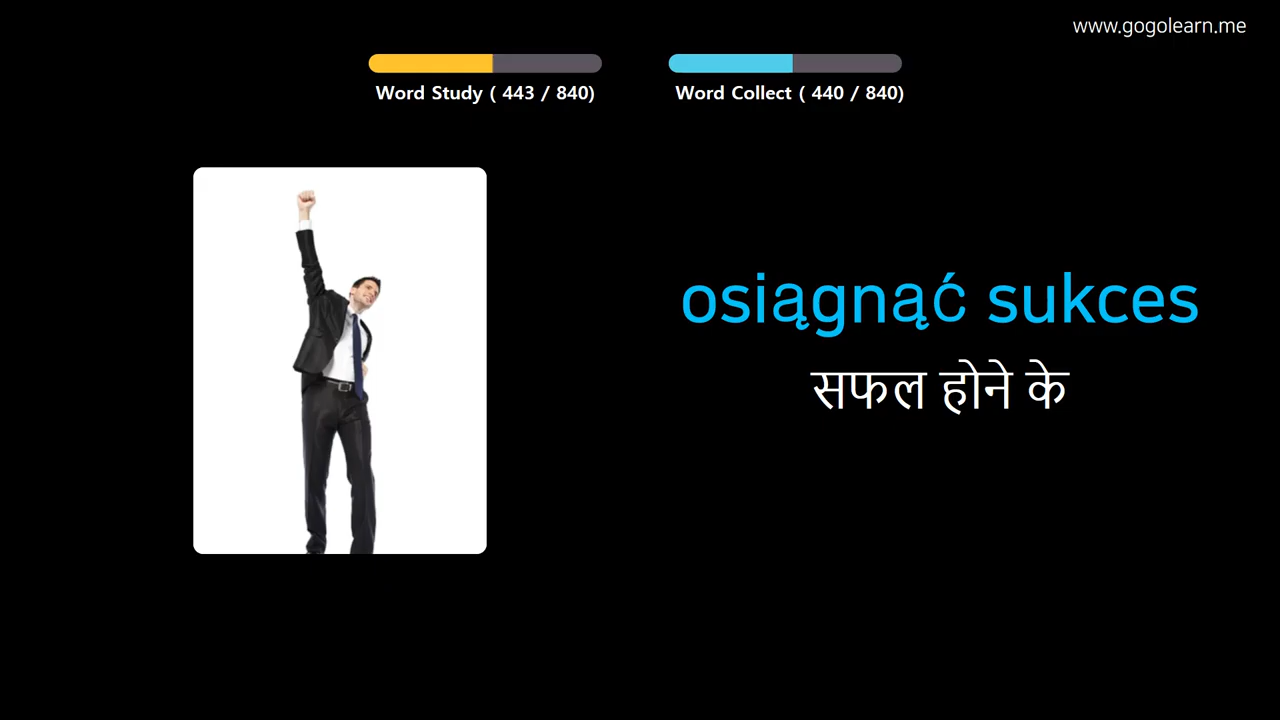 www.gogolearn.me
Word Study ( 443 / 840)
Word Collect ( 440 / 840)
osiągnąć sukces
सफल होने के